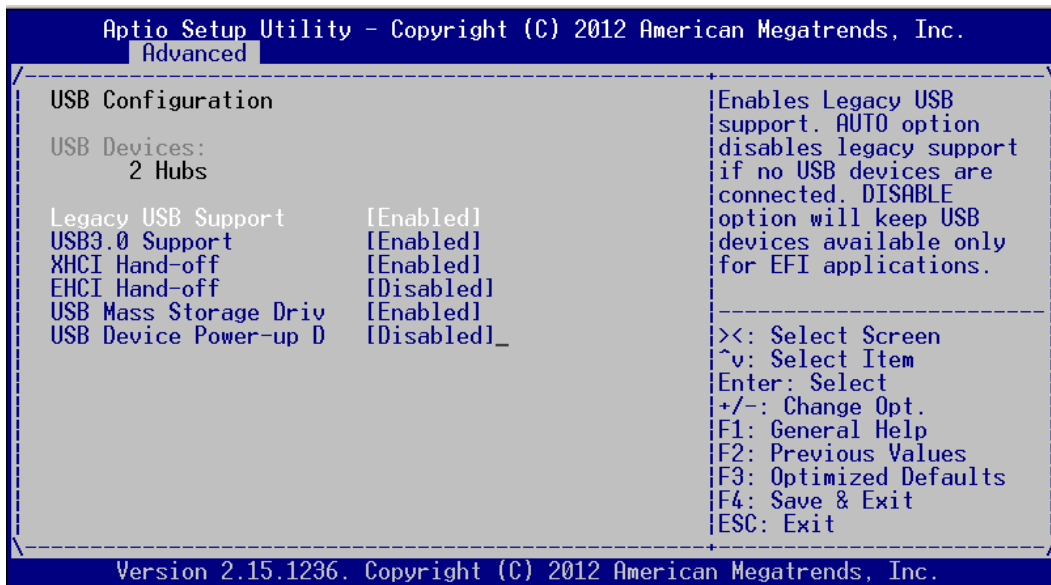 Aptio Setup Utility - Copyright (C) 2012 American Megatrends, Inc.
Advanced
USB Configuration
USB Devices:
2 Hubs
Legacy USB Support [Enabled]
USB3.0 Support [Enabled]
XHCI Hand-off [Enabled]
EHCI Hand-off [Disabled]
USB Mass Storage Driv [Enabled]
USB Device Power-up D [Disabled]_
Enables Legacy USB
support. AUTO option
disables legacy support
if no USB devices are
connected. DISABLE
option will keep USB
devices available only
for EFI applications.
><: Select Screen
^v: Select Item
Enter: Select
+/-: Change Opt.
F1: General Help
F2: Previous Values
F3: Optimized Defaults
F4: Save & Exit
ESC: Exit
Version 2.15.1236. Copyright (C) 2012 American Megatrends, Inc.